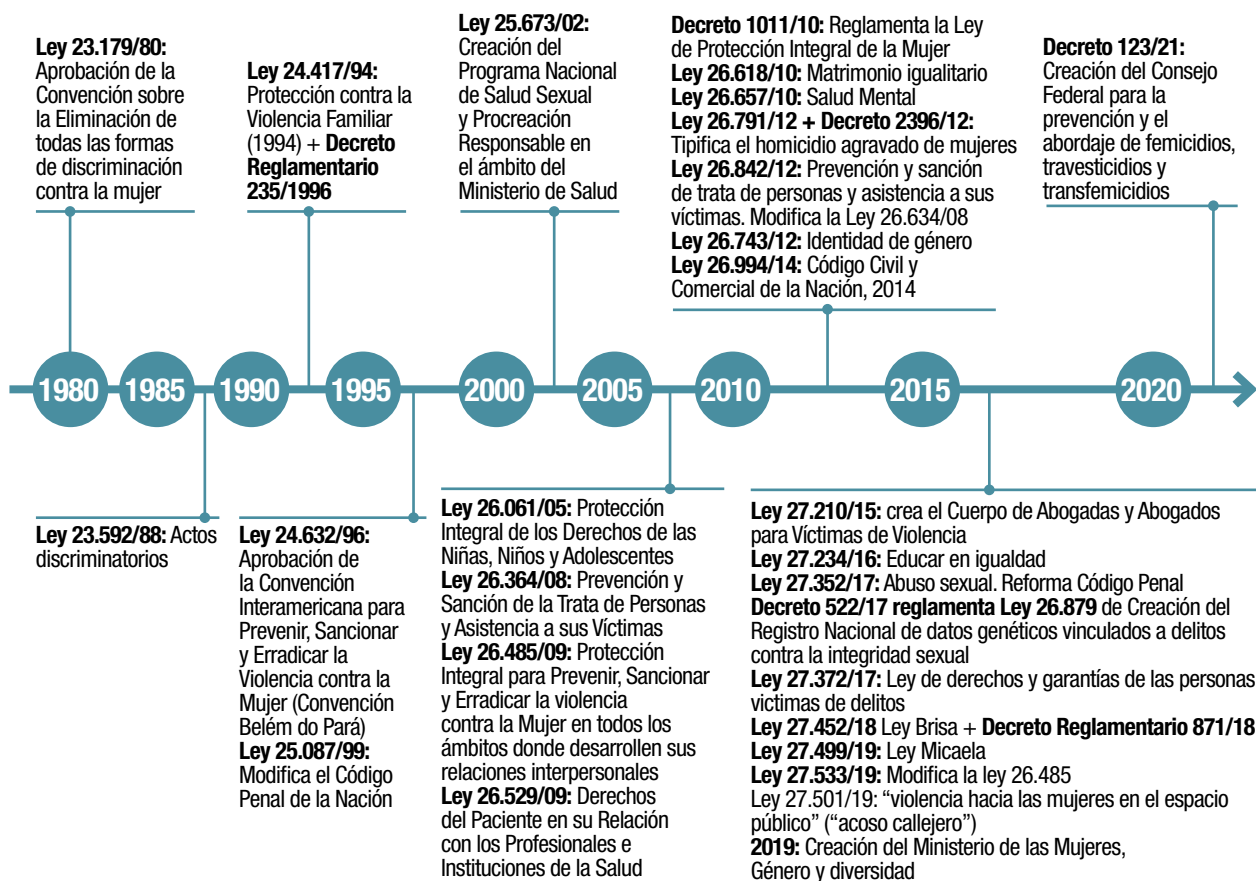 Ley 23.179/80:
Aprobación de la
Convención sobre
la Eliminación de
todas las formas
de discriminación
contra la mujer
Ley 24.417/94:
Protección contra la
Violencia Familiar
(1994) + Decreto
Reglamentario
235/1996
Ley 25.673/02:
Creación del
Programa Nacional
de Salud Sexual
y Procreación
Responsable en
el ámbito del
Ministerio de Salud
Decreto 1011/10: Reglamenta la Ley
de Protección Integral de la Mujer
Ley 26.618/10: Matrimonio igualitario
Ley 26.657/10: Salud Mental
Ley 26.791/12 + Decreto 2396/12:
Tipifica el homicidio agravado de mujeres
Ley 26.842/12: Prevención y sanción
de trata de personas y asistencia a sus
víctimas. Modifica la Ley 26.634/08
Ley 26.743/12: Identidad de género
Ley 26.994/14: Código Civil y
Comercial de la Nación, 2014
Decreto 123/21:
Creación del Consejo
Federal para la
prevención y el
abordaje de femicidios,
travesticidios y
transfemicidios
1980
1985
1990
1995
2000
2005
2010
2015
2020
Ley 23.592/88: Actos
discriminatorios
Ley 24.632/96:
Aprobación de
la Convención
Interamericana para
Prevenir, Sancionar
y Erradicar la
Violencia contra la
Mujer (Convención
Belém do Pará)
Ley 25.087/99:
Modifica el Código
Penal de la Nación
Ley 26.061/05: Protección
Integral de los Derechos de las
Niñas, Niños y Adolescentes
Ley 26.364/08: Prevención y
Sanción de la Trata de Personas
y Asistencia a sus Víctimas
Ley 26.485/09: Protección
Integral para Prevenir, Sancionar
y Erradicar la violencia
contra la Mujer en todos los
ámbitos donde desarrollen sus
relaciones interpersonales
Ley 26.529/09: Derechos
del Paciente en su Relación
con los Profesionales e
Instituciones de la Salud
Ley 27.210/15: crea el Cuerpo de Abogadas y Abogados
para Víctimas de Violencia
Ley 27.234/16: Educar en igualdad
Ley 27.352/17: Abuso sexual. Reforma Código Penal
Decreto 522/17 reglamenta Ley 26.879 de Creación del
Registro Nacional de datos genéticos vinculados a delitos
contra la integridad sexual
Ley 27.372/17: Ley de derechos y garantías de las personas
victimas de delitos
Ley 27.452/18 Ley Brisa + Decreto Reglamentario 871/18
Ley 27.499/19: Ley Micaela
Ley 27.533/19: Modifica la ley 26.485
Ley 27.501/19: “violencia hacia las mujeres en el espacio
público” (“acoso callejero”)
2019: Creación del Ministerio de las Mujeres,
Género y diversidad